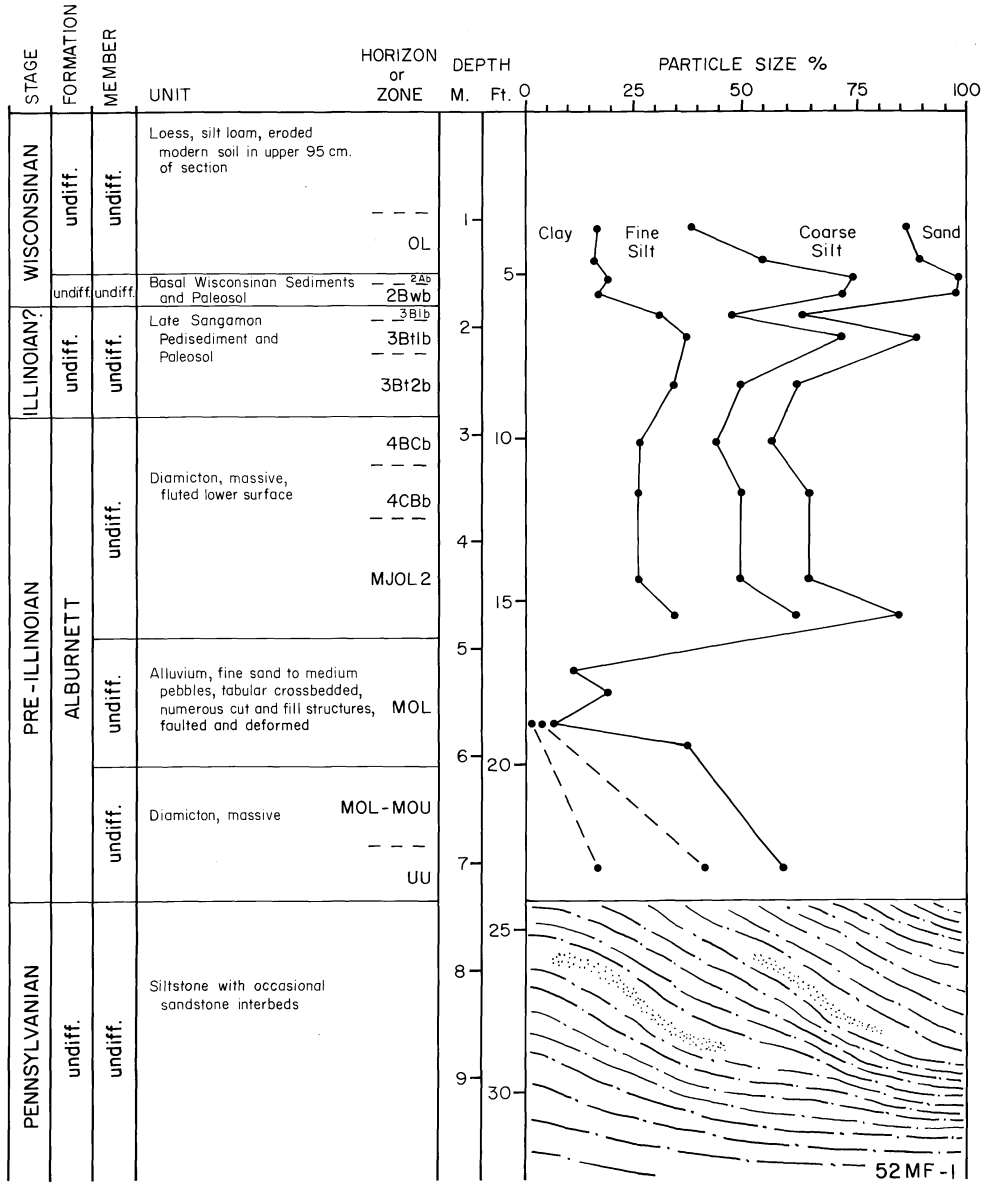 STAGE
FORMATION
MEMBER
UNIT
HORIZON
or
ZONE
DEPTH
M. Ft.
PARTICLE SIZE %
0 25 50 75 100
WISCONSINAN
undiff.
undiff.
Loess, silt loam, eroded
modern soil in upper 95 cm.
of section
OL
undiff.
undiff.
Basal Wisconsinan Sediments
and Paleosol
2Ab
2Bwb
ILLINOIAN?
undiff.
undiff.
Late Sangamon
Pedisediment and
Paleosol
3B1b
3Bt1b
3Bt2b
PRE-ILLINOIAN
ALBURNETT
undiff.
Diamicton, massive,
fluted lower surface
4BCb
4CBb
MJOL2
undiff.
Alluvium, fine sand to medium
pebbles, tabular crossbedded,
numerous cut and fill structures,
faulted and deformed
MOL
undiff.
Diamicton, massive
MOL-MOU
UU
PENNSYLVANIAN
undiff.
undiff.
Siltstone with occasional
sandstone interbeds
1
2
3
4
5
6
7
8
9
5
10
15
20
25
30
Clay
Fine
Silt
Coarse
Silt
Sand
52MF-1